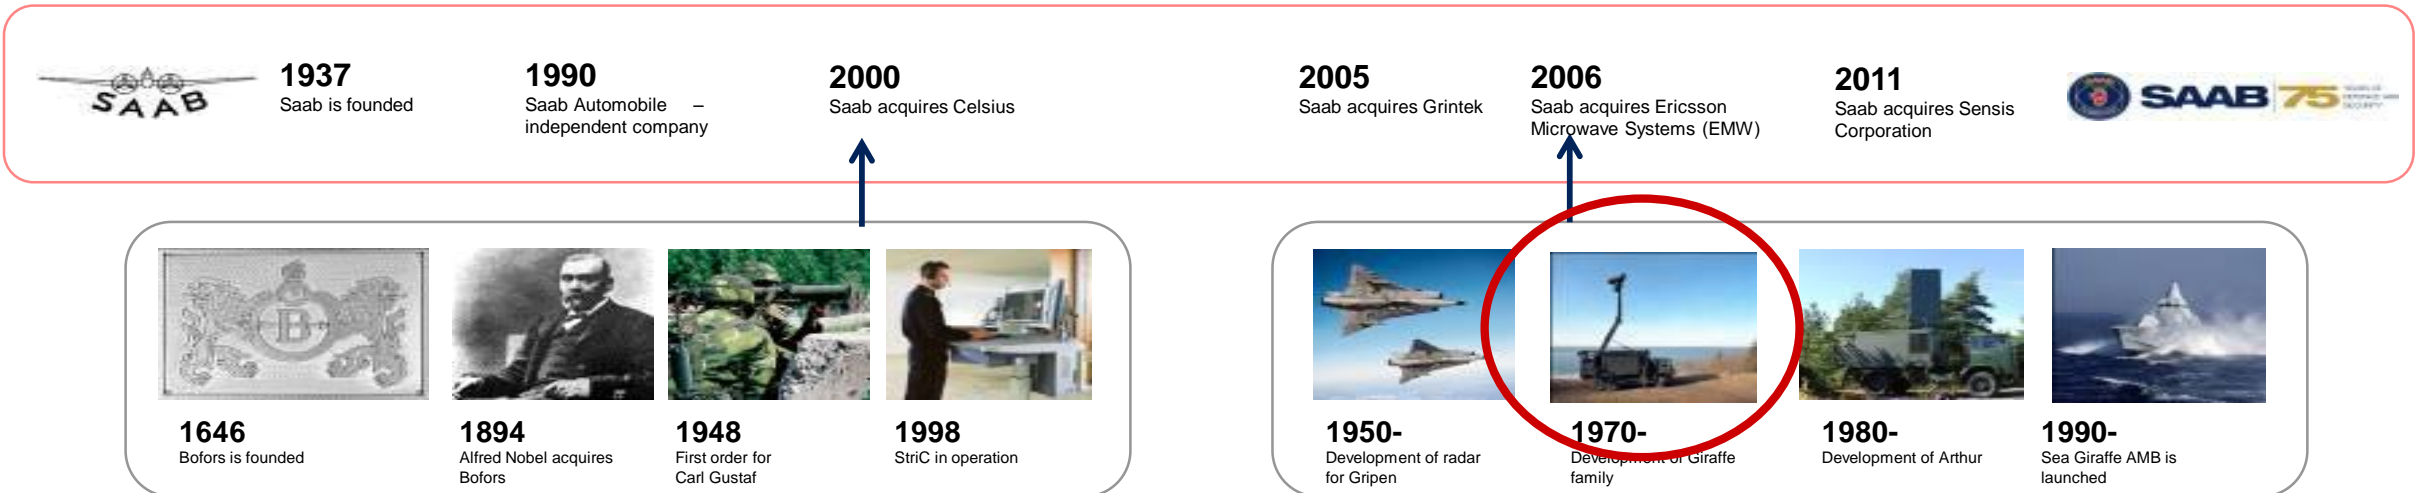 SAAB
1937
Saab is founded
1990
Saab Automobile –
independent company
2000
Saab acquires Celsius
2005
Saab acquires Grintek
2006
Saab acquires Ericsson
Microwave Systems (EMW)
2011
Saab acquires Sensis
Corporation
SAAB 75
B
1646
Bofors is founded
1894
Alfred Nobel acquires
Bofors
1948
First order for
Carl Gustaf
1998
StriC in operation
1950-
Development of radar
for Gripen
1970-
Development of Giraffe
family
1980-
Development of Arthur
1990-
Sea Giraffe AMB is
launched